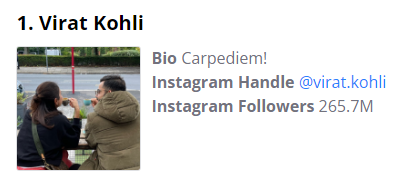 1. Virat Kohli
Bio Carpediem!
Instagram Handle @virat.kohli
Instagram Followers 265.7M